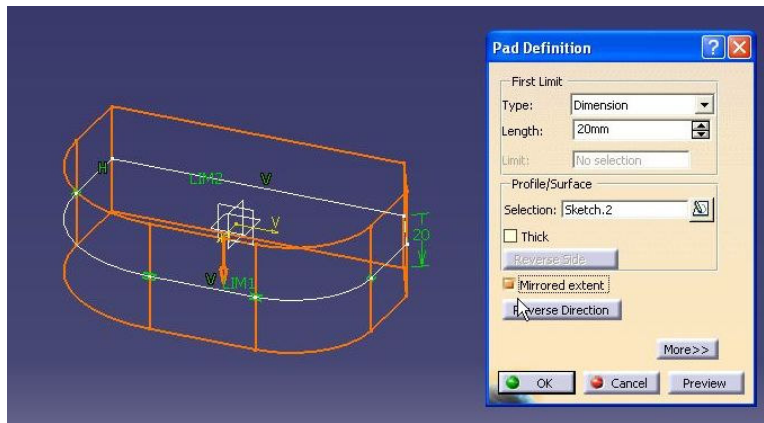 Pad Definition
First Limit
Type: Dimension
Length: 20mm
Limit: No selection
Profile/Surface
Selection: Sketch.2
Thick
Reverse Side
Mirrored extent
Reverse Direction
More>>
OK Cancel Preview
H
LIM2 V
V
20
V LIM1